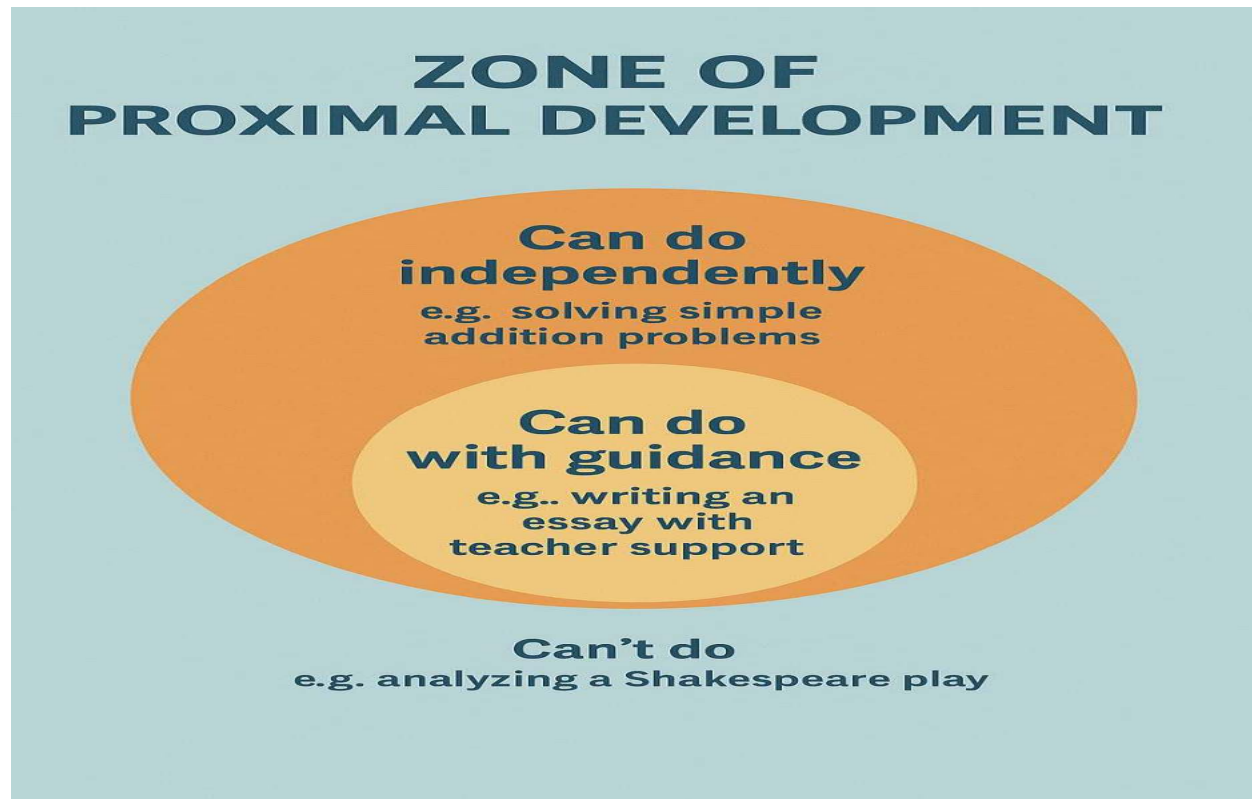 ZONE OF
PROXIMAL DEVELOPMENT
Can do
independently
e.g. solving simple
addition problems
Can do
with guidance
e.g.. writing an
essay with
teacher support
Can't do
e.g. analyzing a Shakespeare play